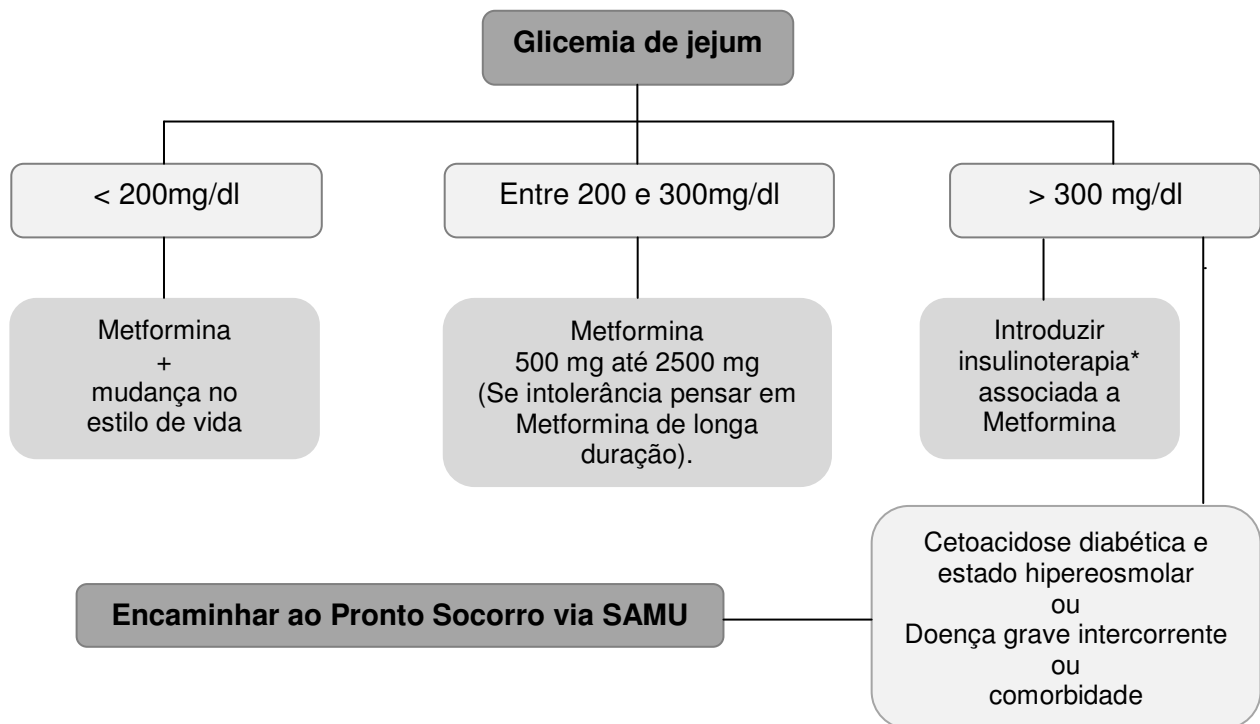 Glicemia de jejum
< 200mg/dl
Entre 200 e 300mg/dl
> 300 mg/dl
Metformina
+
mudança no
estilo de vida
Metformina
500 mg até 2500 mg
(Se intolerância pensar em
Metformina de longa
duração).
Introduzir
insulinoterapia*
associada a
Metformina
Cetoacidose diabética e
estado hipereosmolar
ou
Doença grave intercorrente
ou
comorbidade
Encaminhar ao Pronto Socorro via SAMU